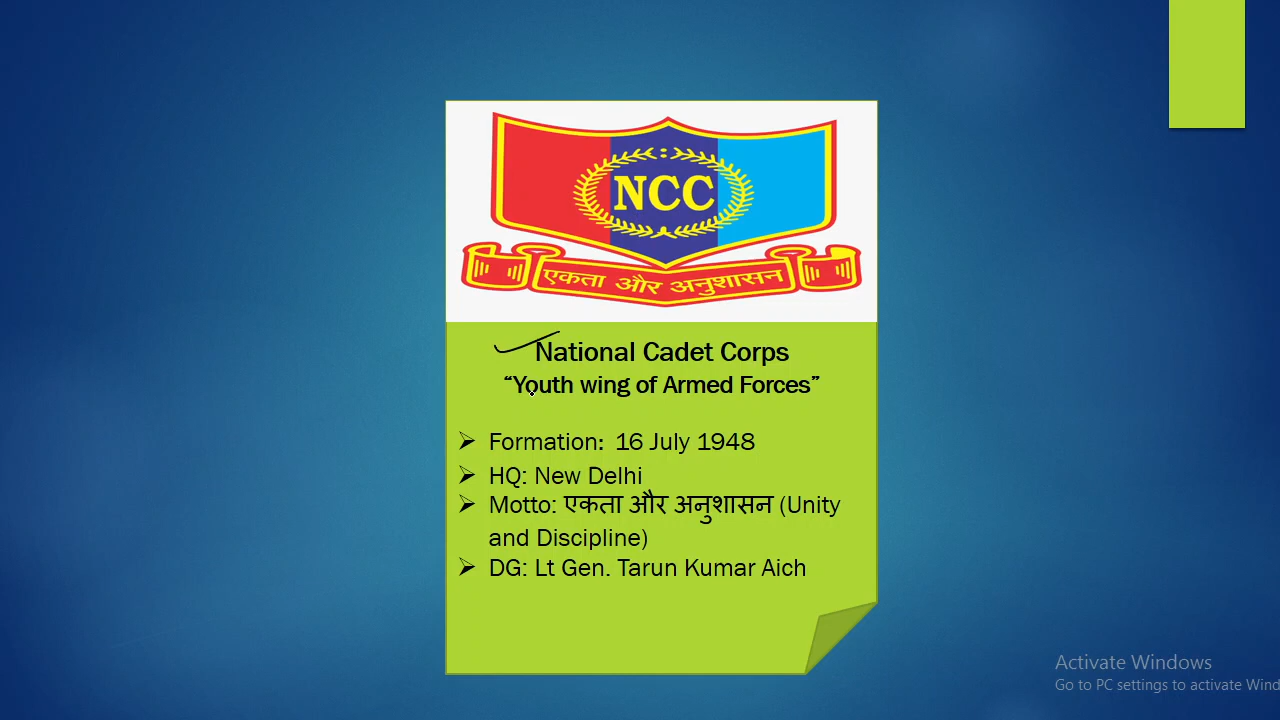 NCC
एकता और अनुशासन
National Cadet Corps
“Youth wing of Armed Forces”
Formation: 16 July 1948
HQ: New Delhi
Motto: एकता और अनुशासन (Unity
and Discipline)
DG: Lt Gen. Tarun Kumar Aich
Activate Windows
Go to PC settings to activate Wind